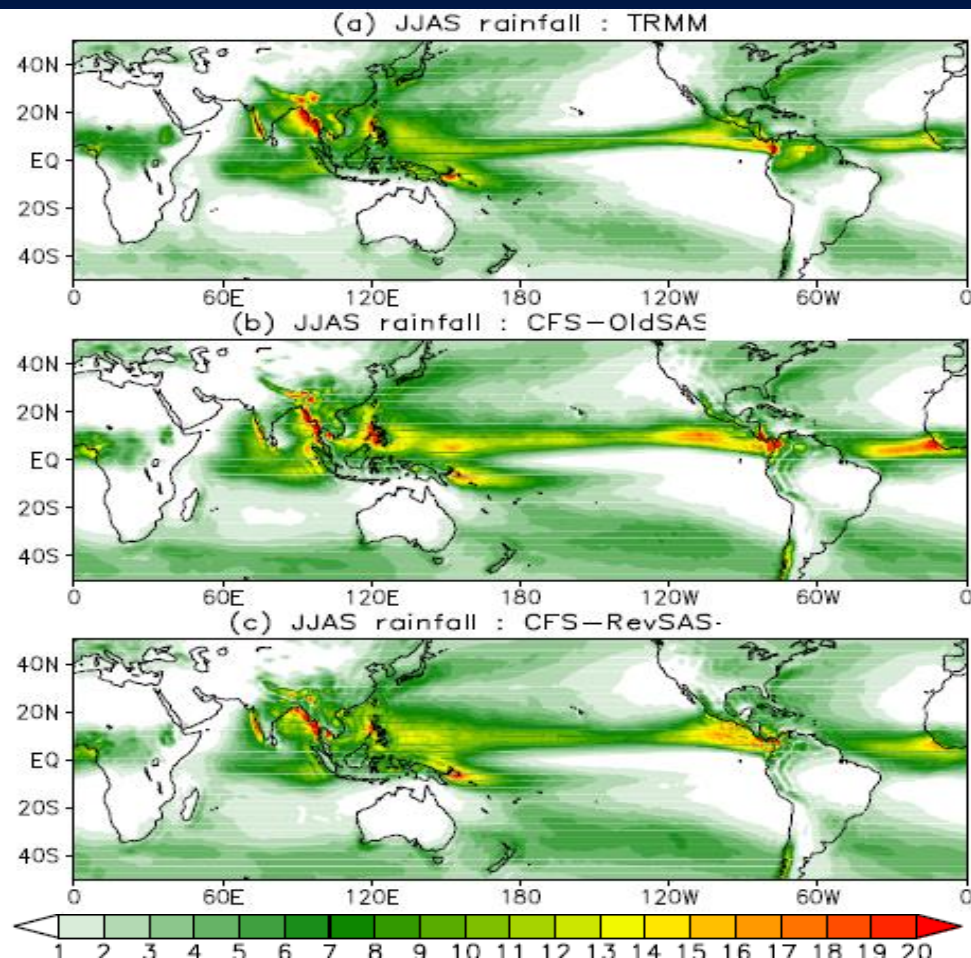 (a) JJAS rainfall : TRMM
40N
20N
EQ
20S
40S
0 60E 120E 180 120W 60W 0
(b) JJAS rainfall : CFS-OldSAS
40N
20N
EQ
20S
40S
0 60E 120E 180 120W 60W 0
(c) JJAS rainfall : CFS-RevSAS-
40N
20N
EQ
20S
40S
0 60E 120E 180 120W 60W 0
1 2 3 4 5 6 7 8 9 10 11 12 13 14 15 16 17 18 19 20